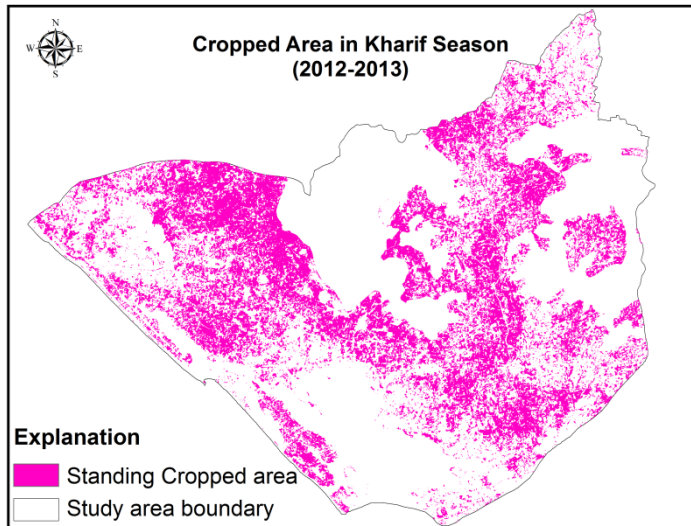 N
W E
S
Cropped Area in Kharif Season
(2012-2013)
Explanation
Standing Cropped area
Study area boundary